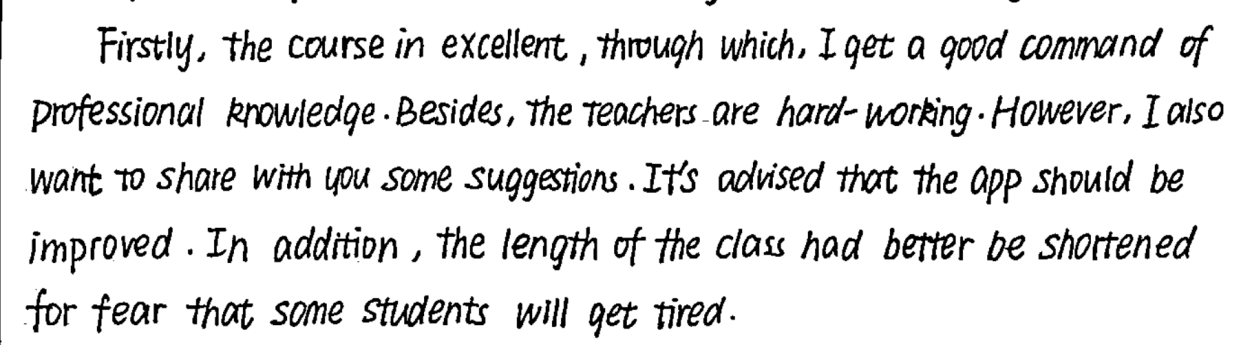 Firstly, the course in excellent, through which, I get a good command of
professional knowledge. Besides, the teachers are hard-working. However, I also
want to share with you some suggestions. It's advised that the app should be
improved. In addition, the length of the class had better be shortened
for fear that some students will get tired.